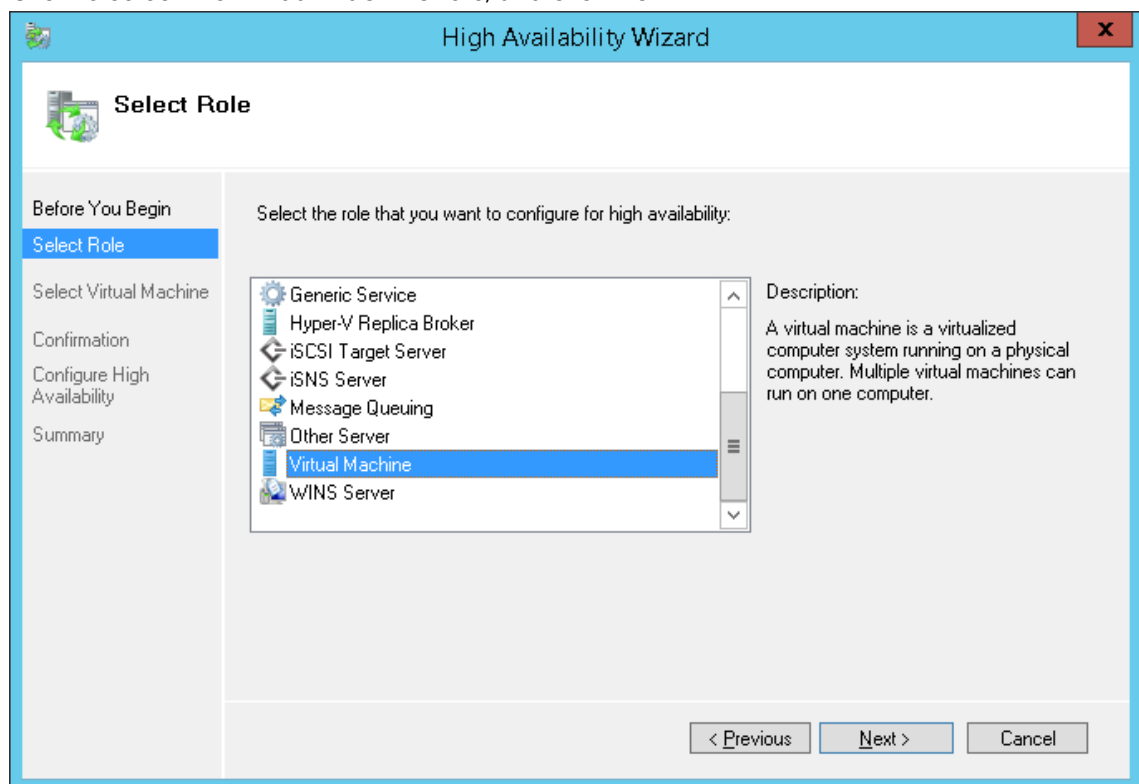 High Availability Wizard
x
Select Role
Before You Begin
Select Role
Select Virtual Machine
Confirmation
Configure High
Availability
Summary
Select the role that you want to configure for high availability:
Generic Service
Hyper-V Replica Broker
iSCSI Target Server
iSNS Server
Message Queuing
Other Server
Virtual Machine
WINS Server
Description:
A virtual machine is a virtualized
computer system running on a physical
computer. Multiple virtual machines can
run on one computer.
< Previous
Next >
Cancel